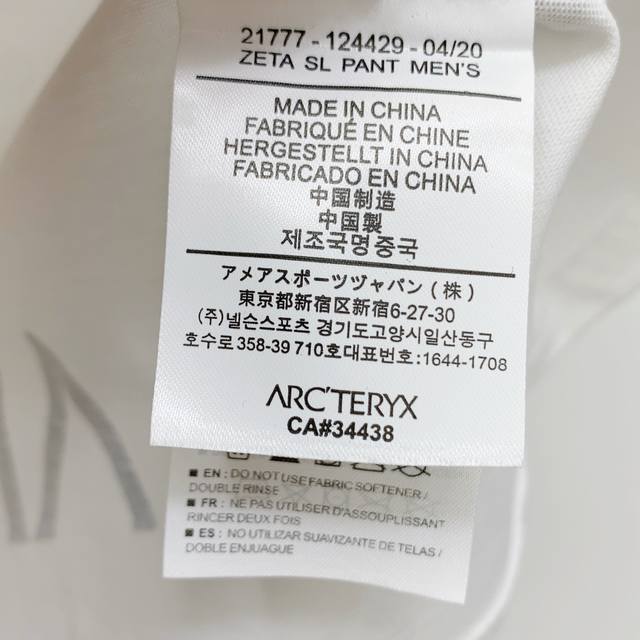 21777 - 124429 - 04/20
ZETA SL PANT MEN'S
MADE IN CHINA
FABRIQUÉ EN CHINE
HERGESTELLT IN CHINA
FABRICADO EN CHINA
中国制造
中国製
제조국명 중국
アメアスポーツヅャパン ( 株 )
東京都新宿区新宿6-27-30
(주)넬슨스포츠 경기도고양시일산동구
호수로 358-39 710호대표번호:1644-1708
ARC'TERYX
CA#34438
■ EN : DO NOT USE FABRIC SOFTENER /
DOUBLE RINSE
■ FR : NE PAS UTILISER D'ASSOUPLISSANT
RINCER DEUX FOIS
■ ES : NO UTILIZAR SUAVIZANTE DE TELAS /
DOBLE ENJUAGUE